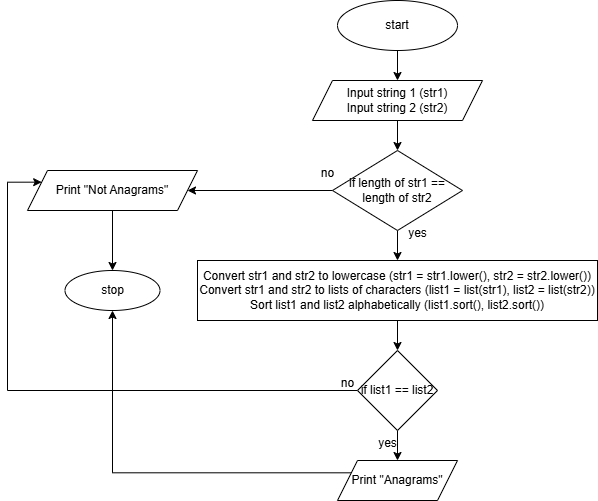 start
Input string 1 (str1)
Input string 2 (str2)
no
If length of str1 ==
length of str2
Print "Not Anagrams"
yes
Convert str1 and str2 to lowercase (str1 = str1.lower(), str2 = str2.lower())
Convert str1 and str2 to lists of characters (list1 = list(str1), list2 = list(str2))
Sort list1 and list2 alphabetically (list1.sort(), list2.sort())
stop
no
If list1 == list2
yes
Print "Anagrams"